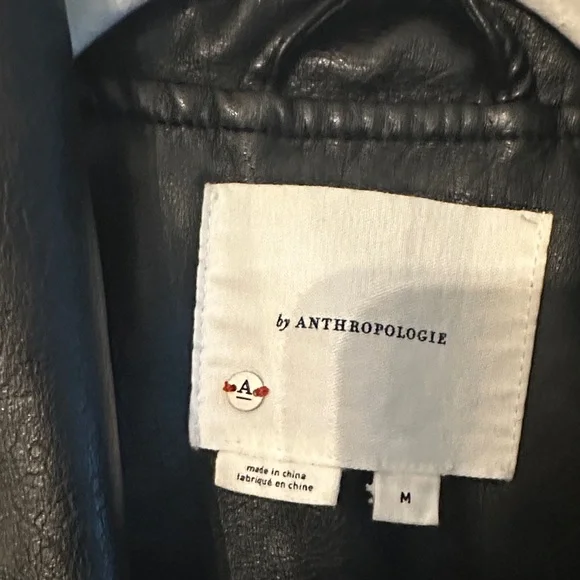 by ANTHROPOLOGIE
A
made in china
fabriqué en chine
M